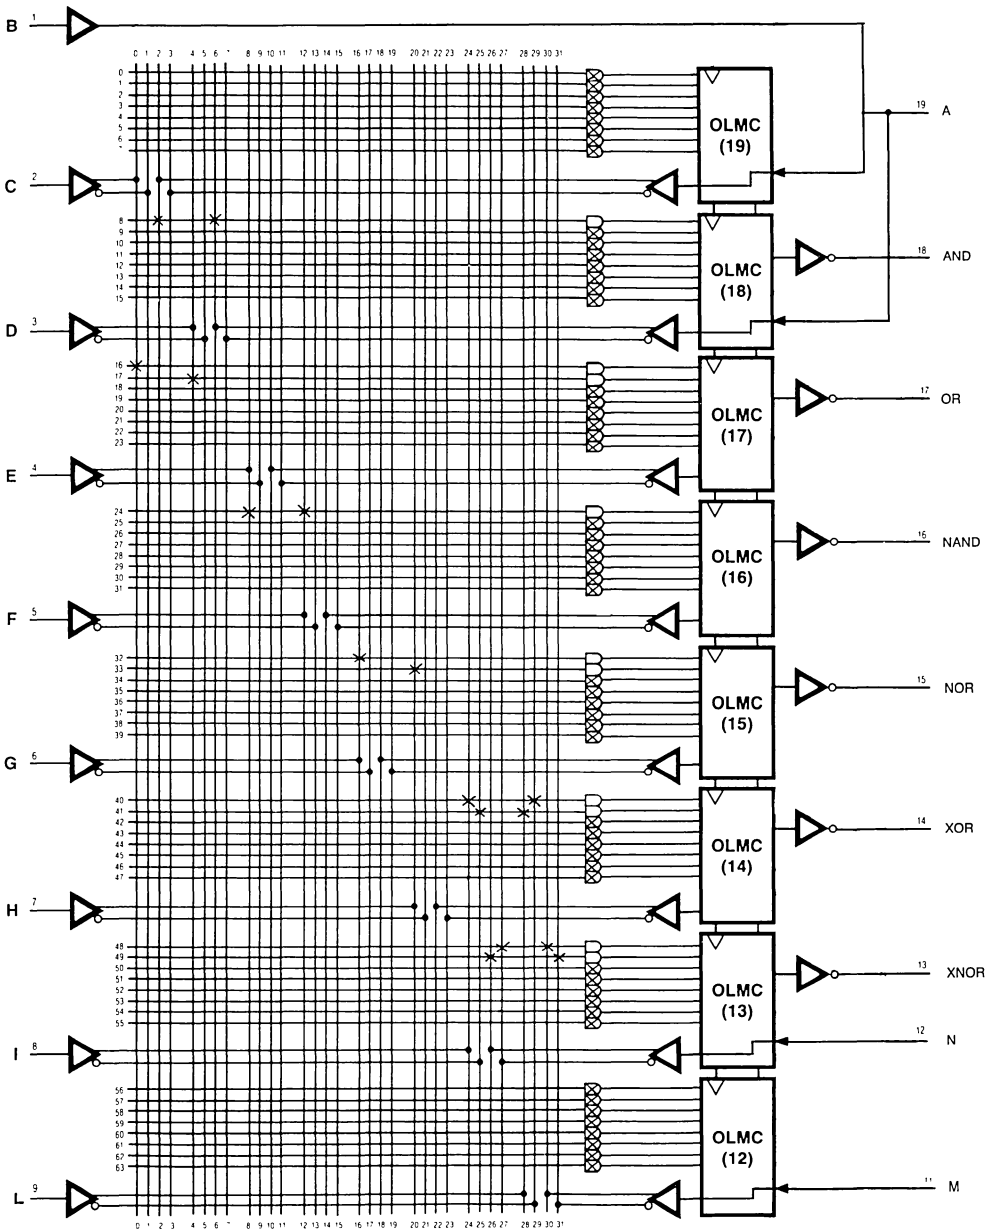 B 1
0 1 2 3 4 5 6 7 8 9 10 11 12 13 14 15 16 17 18 19 20 21 22 23 24 25 26 27 28 29 30 31
0
1
2
3
4
5
6
7
OLMC
(19)
19 A
C 2
8
9
10
11
12
13
14
15
OLMC
(18)
18 AND
D 3
16
17
18
19
20
21
22
23
OLMC
(17)
17 OR
E 4
24
25
26
27
28
29
30
31
OLMC
(16)
16 NAND
F 5
32
33
34
35
36
37
38
39
OLMC
(15)
15 NOR
G 6
40
41
42
43
44
45
46
47
OLMC
(14)
14 XOR
H 7
48
49
50
51
52
53
54
55
OLMC
(13)
13 XNOR
12 N
I 8
56
57
58
59
60
61
62
63
OLMC
(12)
11 M
L 9
0 1 2 3 4 5 6 7 8 9 10 11 12 13 14 15 16 17 18 19 20 21 22 23 24 25 26 27 28 29 30 31